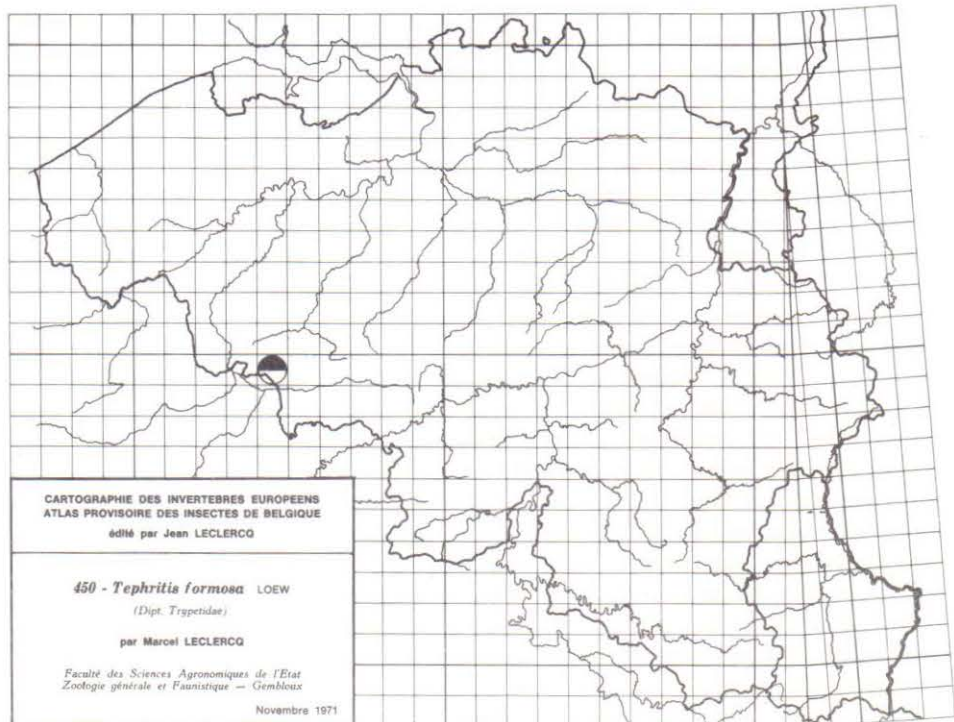 CARTOGRAPHIE DES INVERTEBRES EUROPEENS
ATLAS PROVISOIRE DES INSECTES DE BELGIQUE
édité par Jean LECLERCQ
450 - Tephritis formosa LOEW
(Dipt. Trypetidae)
par Marcel LECLERCQ
Faculté des Sciences Agronomiques de l'Etat
Zoologie générale et Faunistique — Gembloux
Novembre 1971